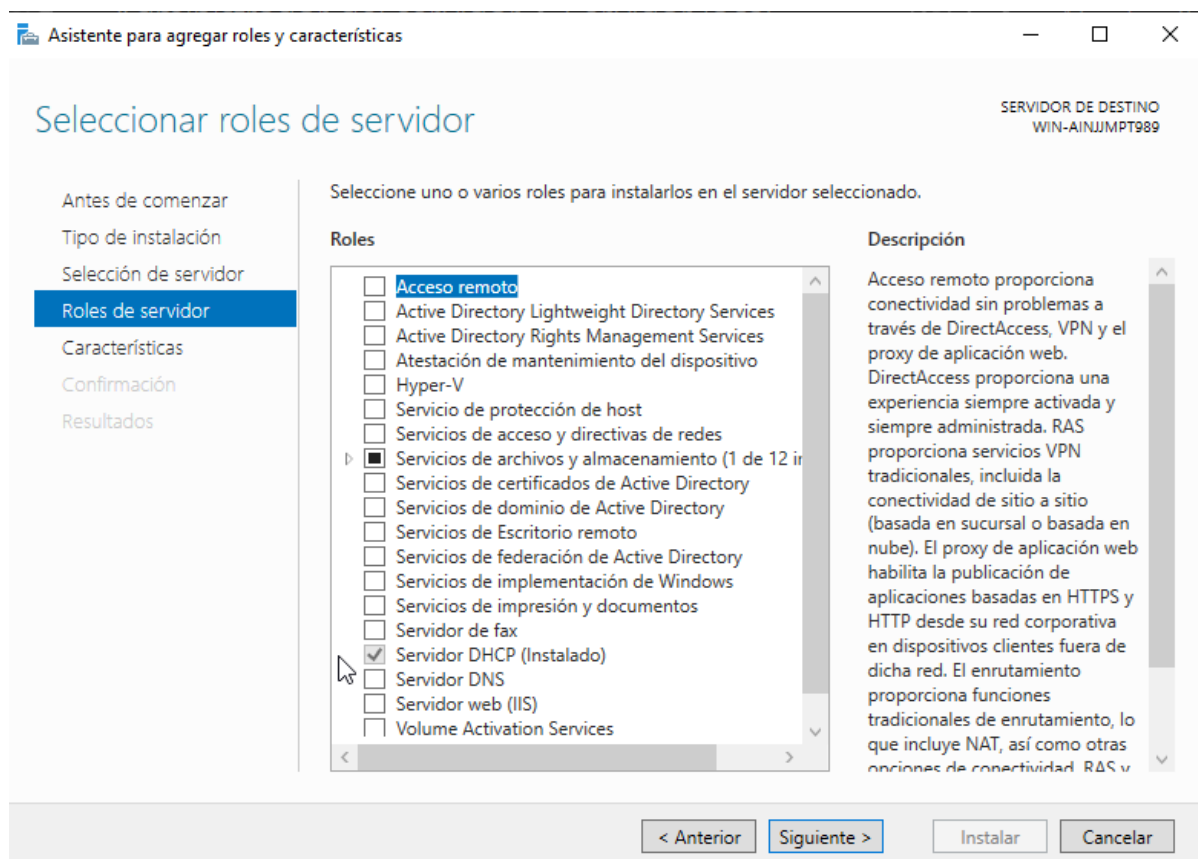 Asistente para agregar roles y características
Seleccionar roles de servidor
SERVIDOR DE DESTINO
WIN-AINJJMPT989
Antes de comenzar
Tipo de instalación
Selección de servidor
Roles de servidor
Características
Confirmación
Resultados
Seleccione uno o varios roles para instalarlos en el servidor seleccionado.
Roles
Acceso remoto
Active Directory Lightweight Directory Services
Active Directory Rights Management Services
Atestación de mantenimiento del dispositivo
Hyper-V
Servicio de protección de host
Servicios de acceso y directivas de redes
Servicios de archivos y almacenamiento (1 de 12 in
Servicios de certificados de Active Directory
Servicios de dominio de Active Directory
Servicios de Escritorio remoto
Servicios de federación de Active Directory
Servicios de implementación de Windows
Servicios de impresión y documentos
Servidor de fax
Servidor DHCP (Instalado)
Servidor DNS
Servidor web (IIS)
Volume Activation Services
Descripción
Acceso remoto proporciona
conectividad sin problemas a
través de DirectAccess, VPN y el
proxy de aplicación web.
DirectAccess proporciona una
experiencia siempre activada y
siempre administrada. RAS
proporciona servicios VPN
tradicionales, incluida la
conectividad de sitio a sitio
(basada en sucursal o basada en
nube). El proxy de aplicación web
habilita la publicación de
aplicaciones basadas en HTTPS y
HTTP desde su red corporativa
en dispositivos clientes fuera de
dicha red. El enrutamiento
proporciona funciones
tradicionales de enrutamiento, lo
que incluye NAT, así como otras
opciones de conectividad. RAS y
< Anterior
Siguiente >
Instalar
Cancelar